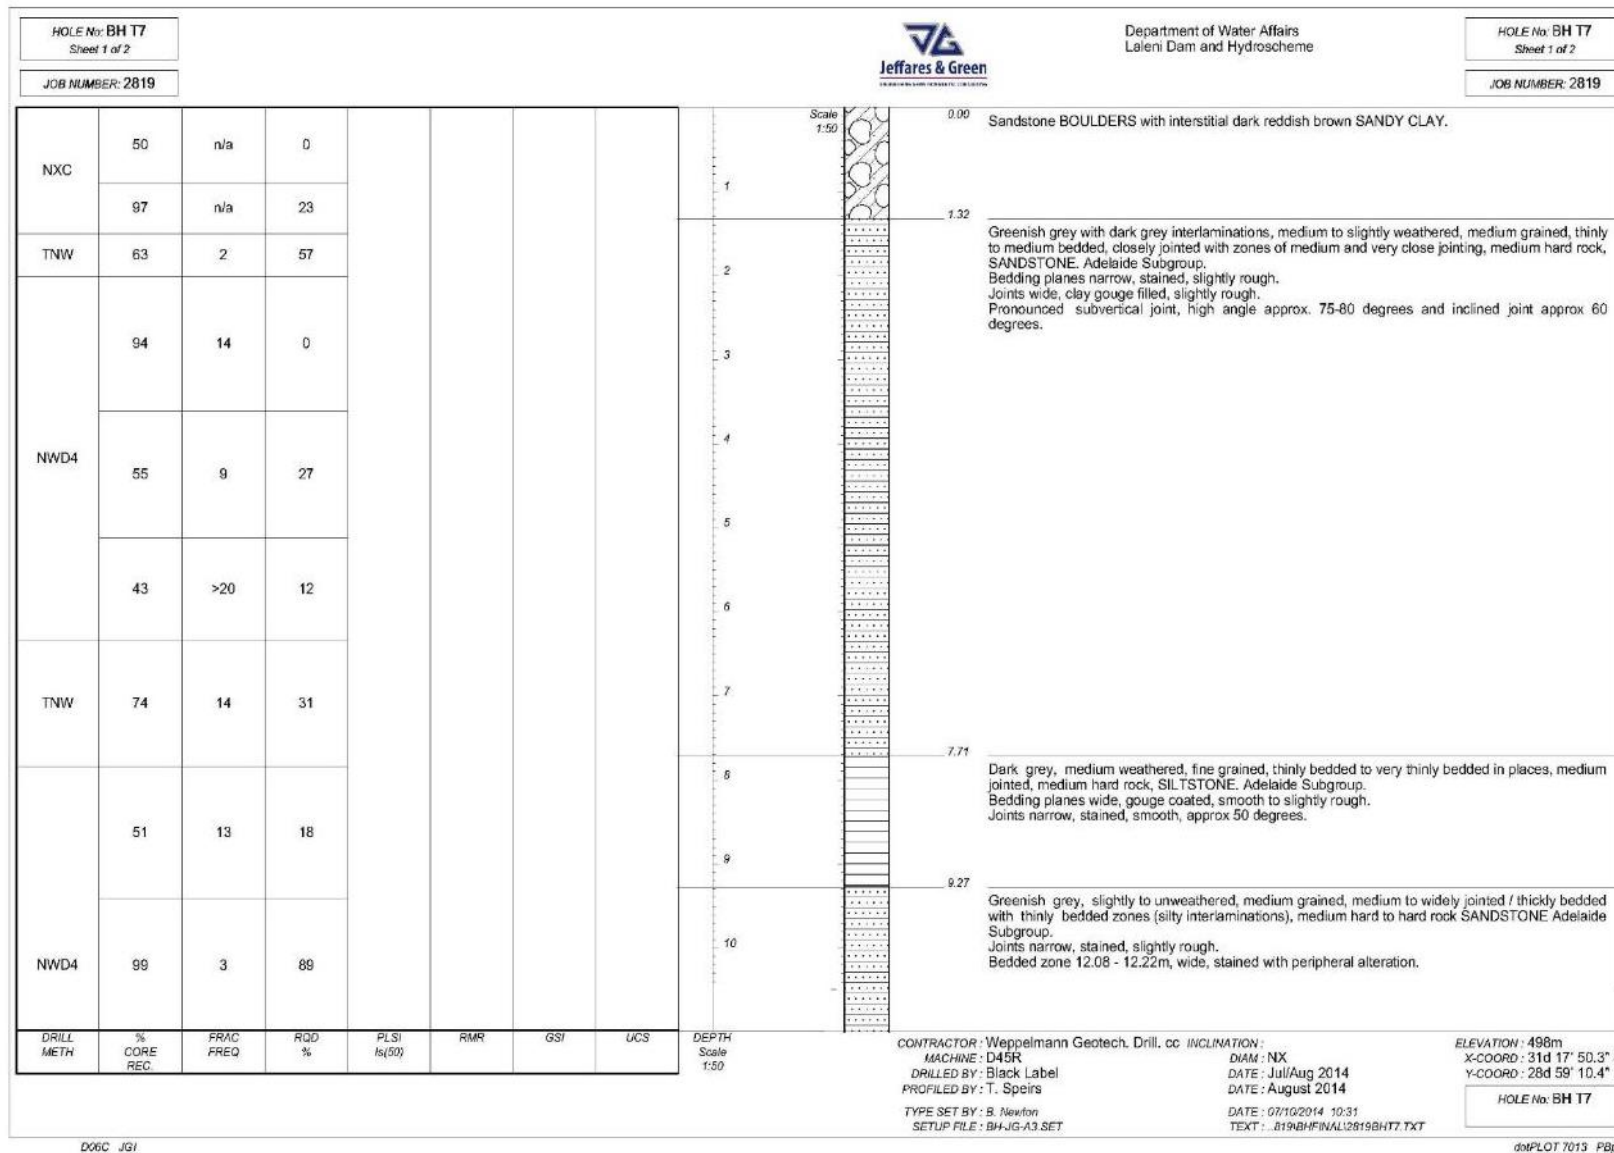 HOLE No: BH T7
Sheet 1 of 2
JOB NUMBER: 2819
Jeffares & Green
Department of Water Affairs
Laleni Dam and Hydroscheme
HOLE No: BH T7
Sheet 1 of 2
JOB NUMBER: 2819
NXC
50 n/a 0
97 n/a 23
TNW 63 2 57
94 14 0
NWD4
55 9 27
43 >20 12
TNW 74 14 31
51 13 18
NWD4 99 3 89
DRILL METH
% CORE REC.
FRAC FREQ
RQD %
PLSI Is(50)
RMR
GSI
UCS
DEPTH Scale 1:50
1
2
3
4
5
6
7
8
9
10
Scale 1:50
0.00
Sandstone BOULDERS with interstitial dark reddish brown SANDY CLAY.
1.32
Greenish grey with dark grey interlaminations, medium to slightly weathered, medium grained, thinly
to medium bedded, closely jointed with zones of medium and very close jointing, medium hard rock,
SANDSTONE. Adelaide Subgroup.
Bedding planes narrow, stained, slightly rough.
Joints wide, clay gouge filled, slightly rough.
Pronounced subvertical joint, high angle approx. 75-80 degrees and inclined joint approx 60
degrees.
7.71
Dark grey, medium weathered, fine grained, thinly bedded to very thinly bedded in places, medium
jointed, medium hard rock, SILTSTONE. Adelaide Subgroup.
Bedding planes wide, gouge coated, smooth to slightly rough.
Joints narrow, stained, smooth, approx 50 degrees.
9.27
Greenish grey, slightly to unweathered, medium grained, medium to widely jointed / thickly bedded
with thinly bedded zones (silty interlaminations), medium hard to hard rock SANDSTONE Adelaide
Subgroup.
Joints narrow, stained, slightly rough.
Bedded zone 12.08 - 12.22m, wide, stained with peripheral alteration.
CONTRACTOR : Weppelmann Geotech. Drill. cc
MACHINE : D45R
DRILLED BY : Black Label
PROFILED BY : T. Speirs
TYPE SET BY : B. Newton
SETUP FILE : BH-JG-A3.SET
INCLINATION :
DIAM : NX
DATE : Jul/Aug 2014
DATE : August 2014
DATE : 07/10/2014 10:31
TEXT : ..819\BHFINAL\2819BHT7.TXT
ELEVATION : 498m
X-COORD : 31d 17' 50.3"
Y-COORD : 28d 59' 10.4"
HOLE No: BH T7
D06C JGI
dotPLOT 7013